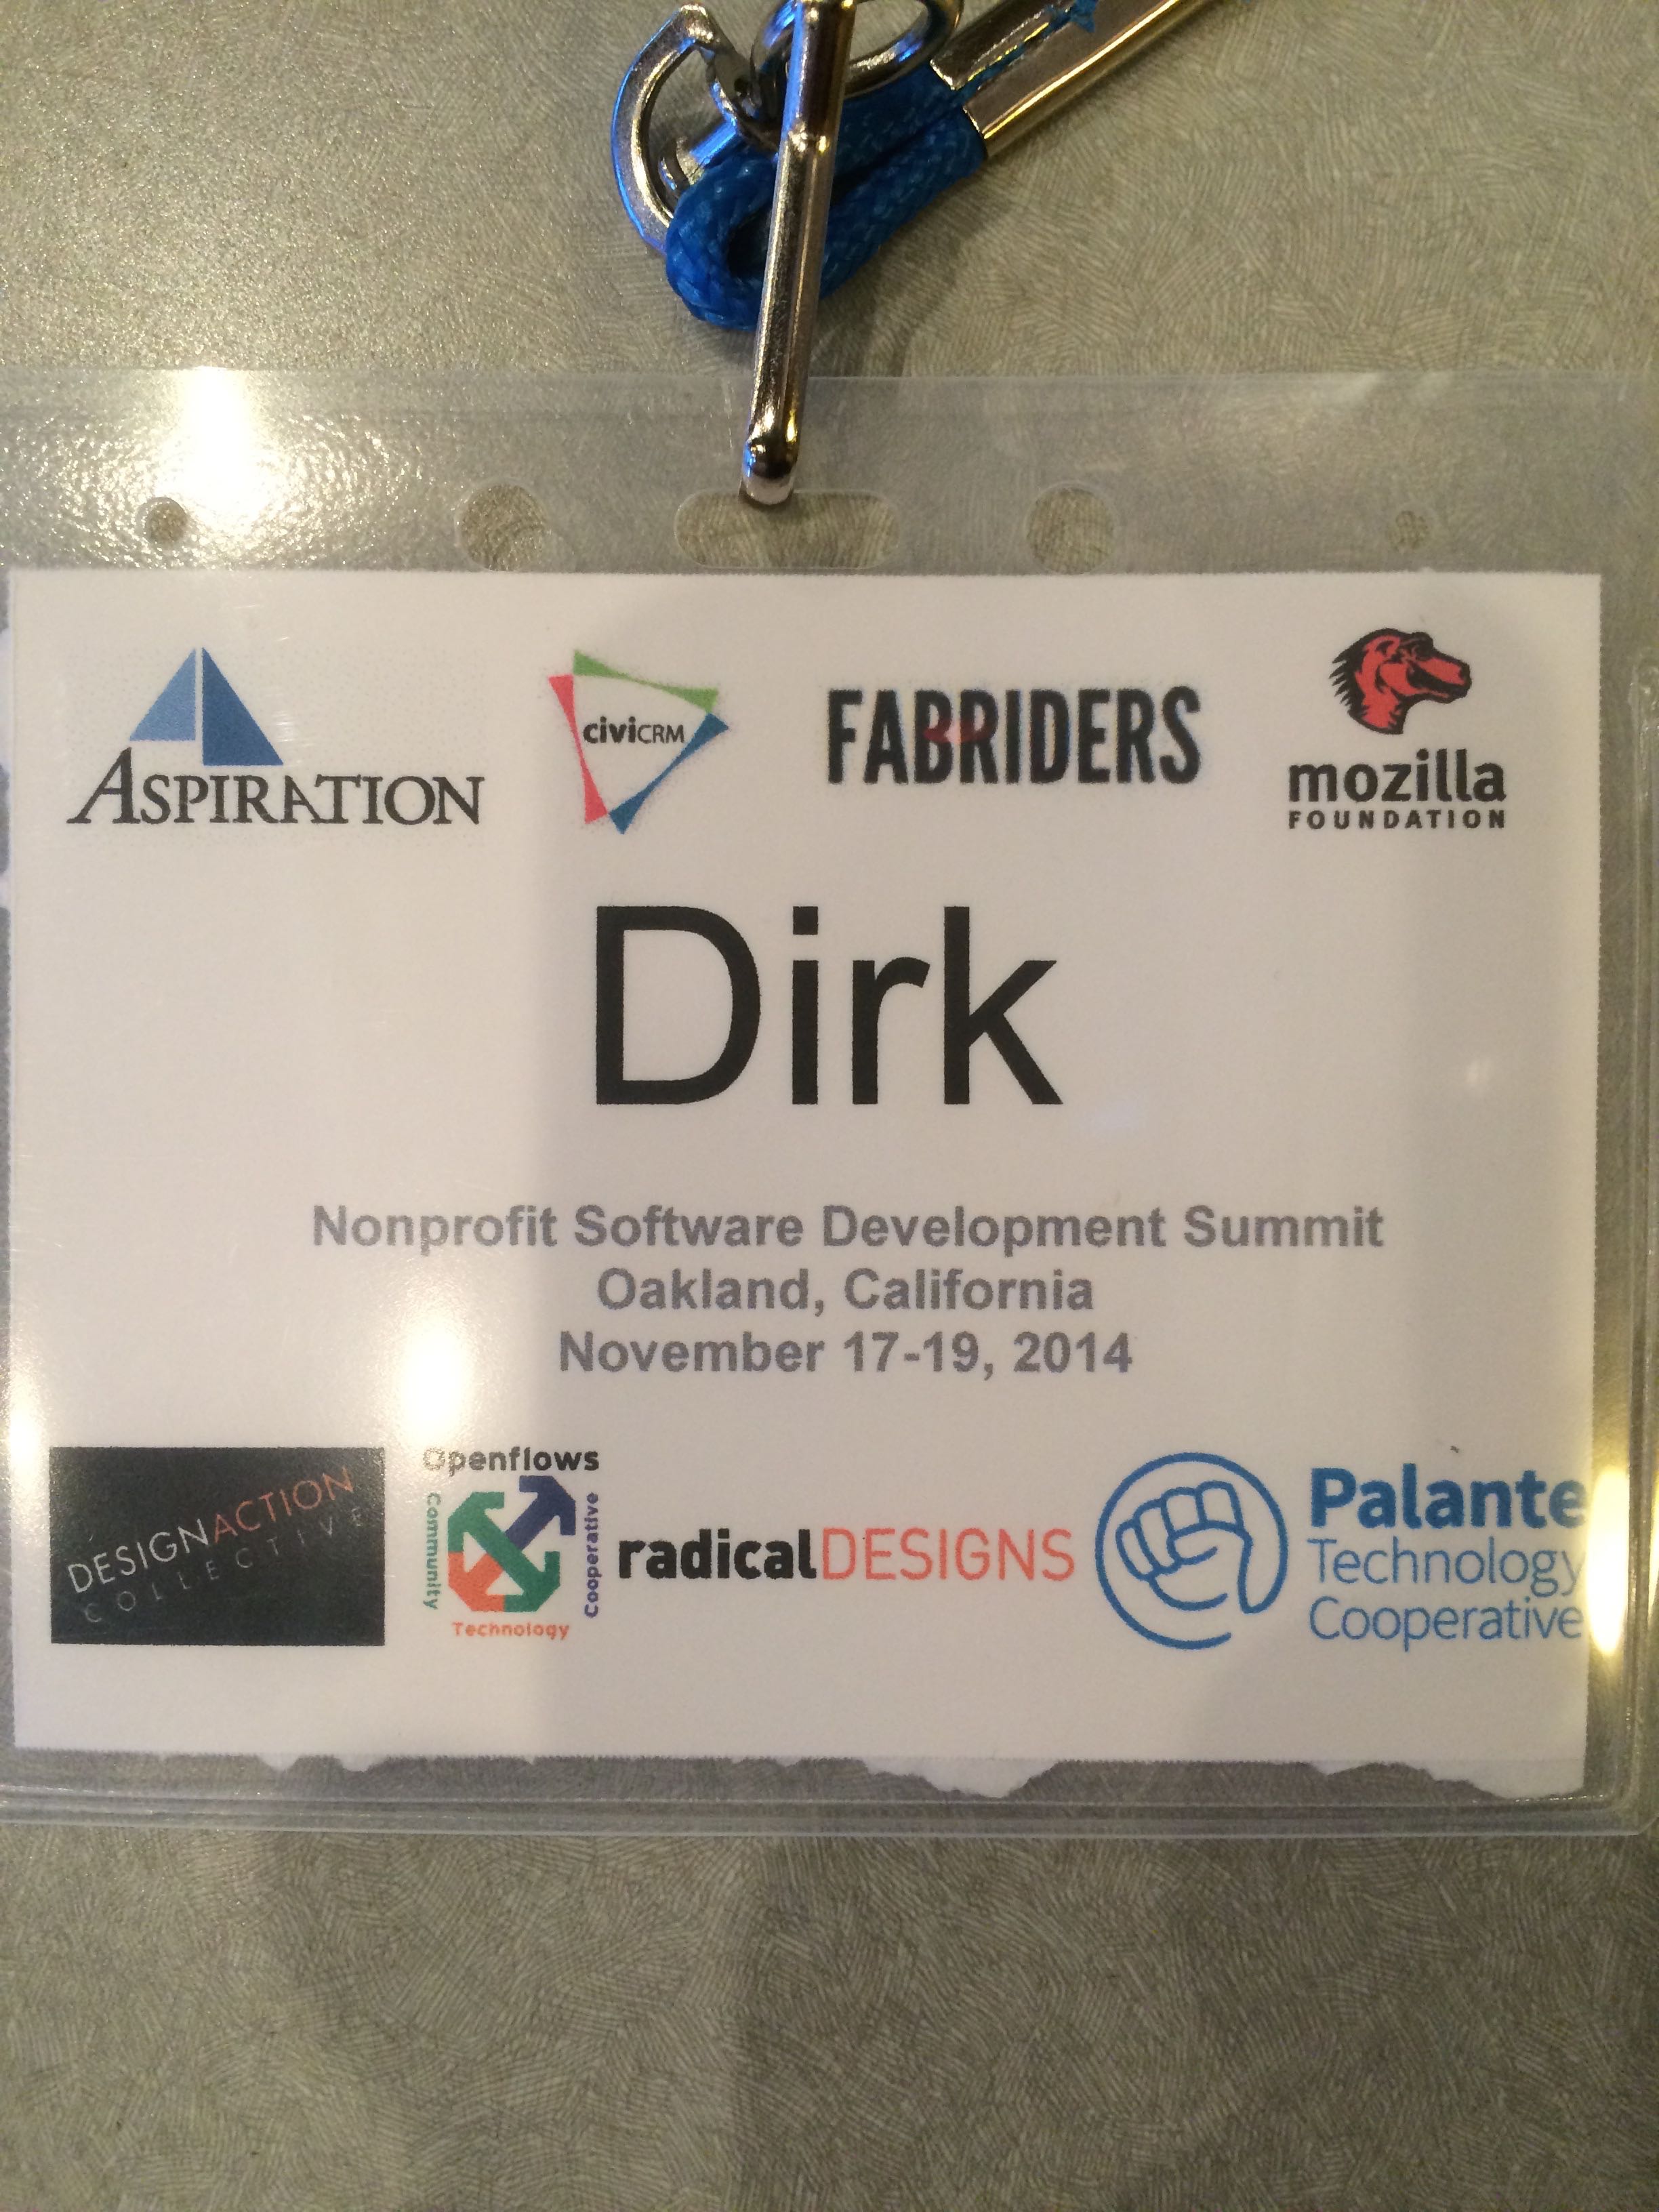 ASPIRATION
civiCRM
FABRIDERS
mozilla
FOUNDATION
Dirk
Nonprofit Software Development Summit
Oakland, California
November 17-19, 2014
DESIGNACTION
COLLECTIVE
Openflows
Community
Cooperative
Technology
radicalDESIGNS
Palante
Technology
Cooperative